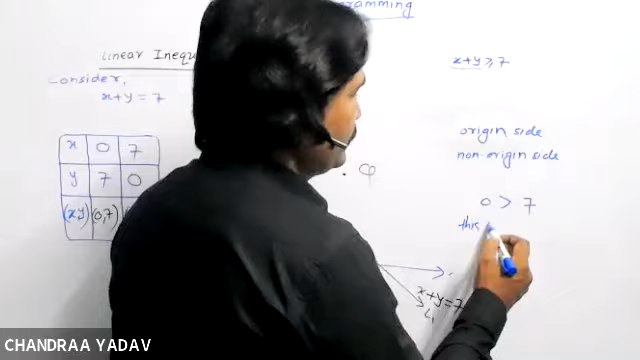 Linear Inequ
Consider,
x+y=7
x 0 7
y 7 0
(x,y) (0,7)
x+y≥7
origin side
non-origin side
0 > 7
this
φ
x+y=7
L₁
CHANDRAA YADAV